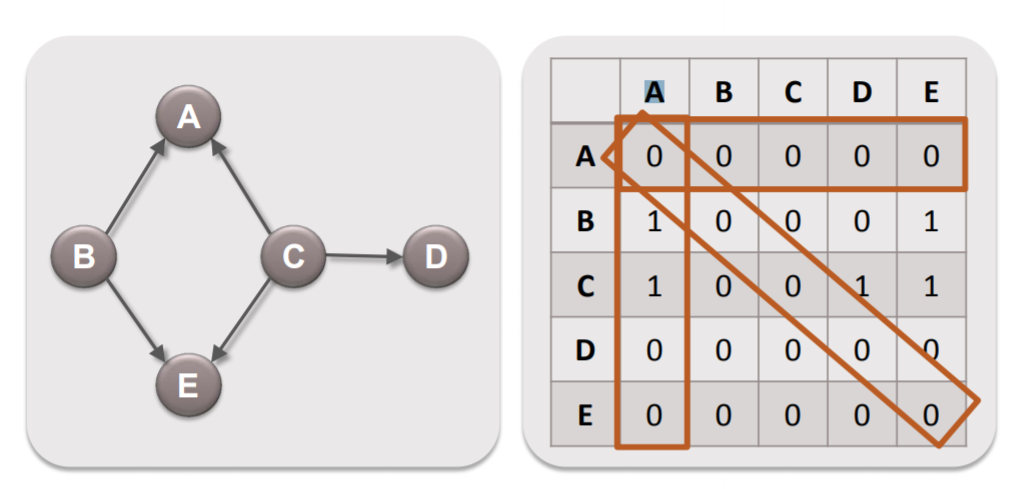 A
B
C
D
E
A B C D E
A 0 0 0 0 0
B 1 0 0 0 1
C 1 0 0 1 1
D 0 0 0 0 0
E 0 0 0 0 0